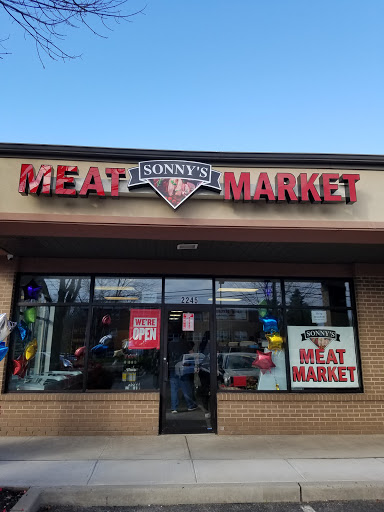 MEAT SONNY'S MARKET
2245
WE'RE
OPEN
SONNY'S
MEAT
MARKET